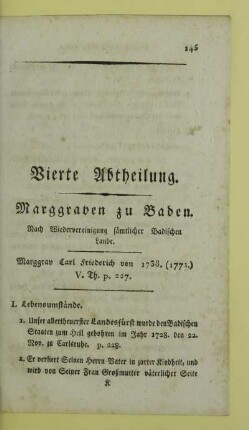 145
Vierte Abtheilung.
Marggraven zu Baden.
Nach Wiedervereinigung sämtlicher Badischen
Lande.
Marggrav Carl Friederich von 1738. (1771.)
V. Th. p. 227.
I. Lebensumstände.
1. Unser allertheuerster Landesfürst wurde den Badischen
Staaten zum Heil gebohren im Jahr 1728. den 22.
Nov. zu Carlsruhe. p. 228.
2. Er verliert Seinen Herrn Vater in zarter Kindheit, und
wird von Seiner Frau Großmutter väterlicher Seite
K